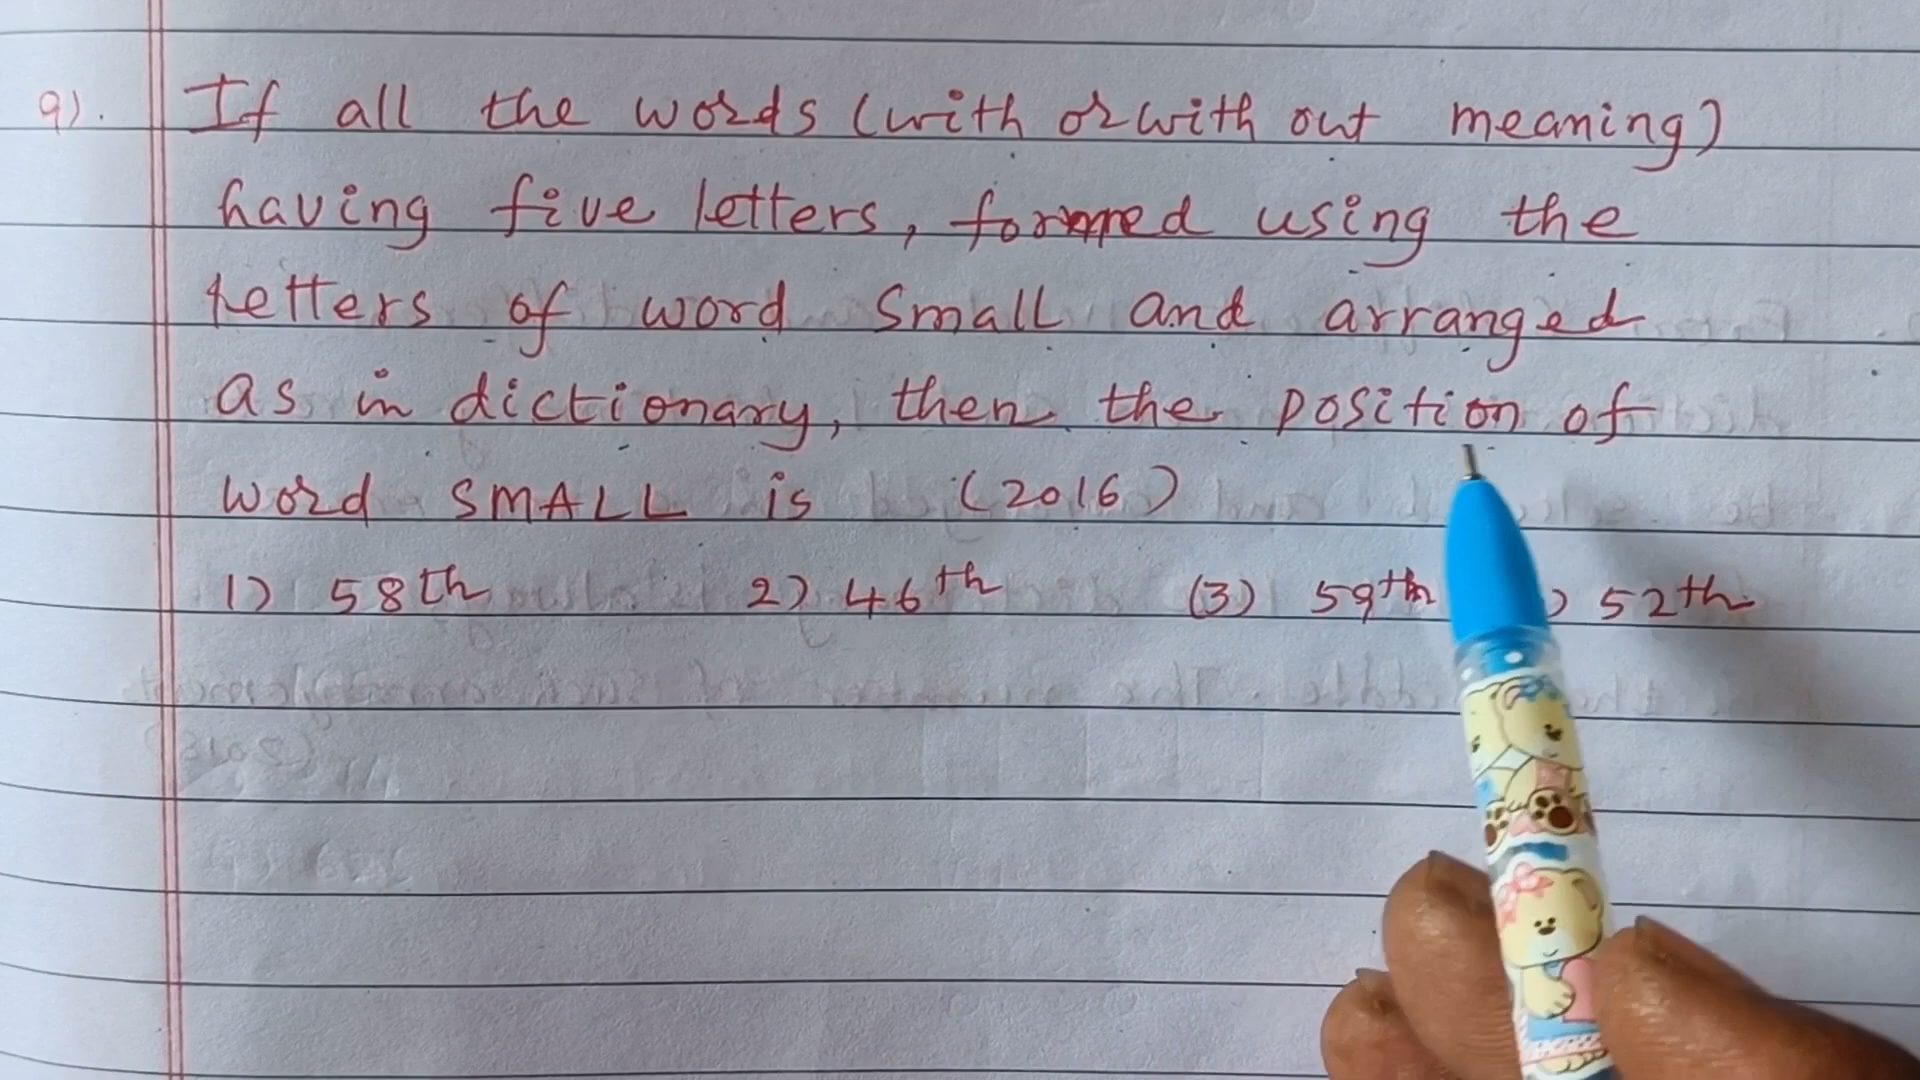 9). If all the words (with or with out meaning)
having five letters, formed using the
letters of word small and arranged
as in dictionary, then the position of
word SMALL is (2016)
1) 58th 2) 46th (3) 59th ) 52th